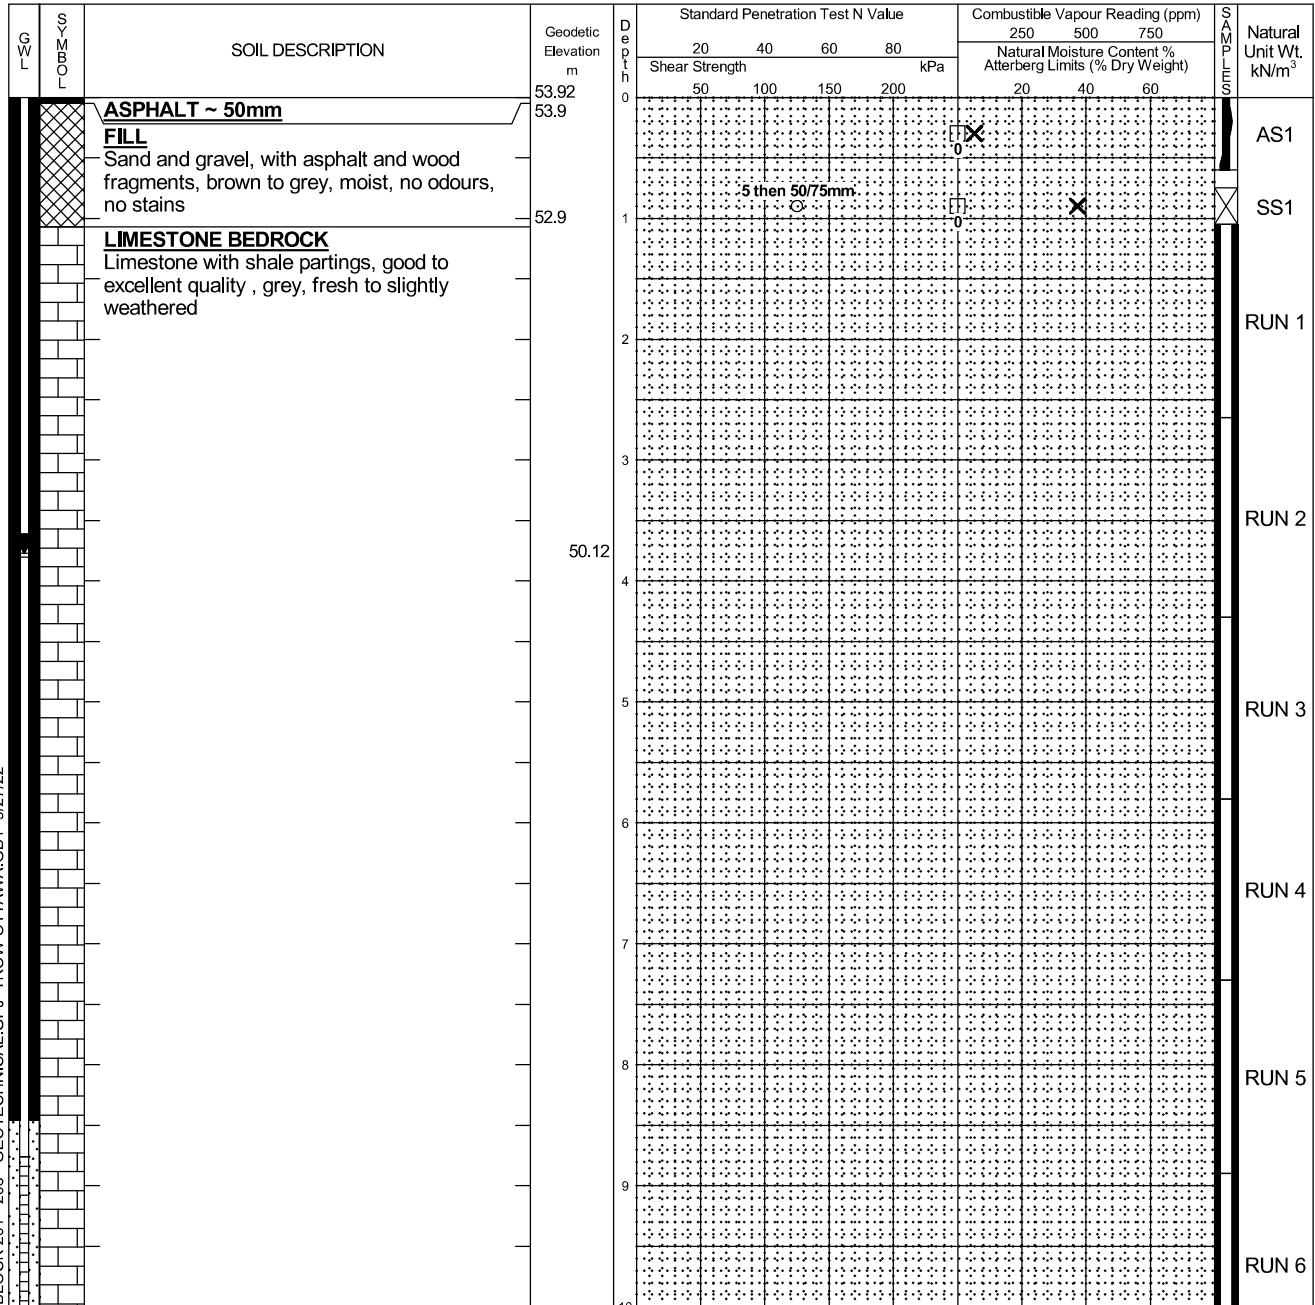 GWL
SYMBOL
SOIL DESCRIPTION
Geodetic
Elevation
m
Depth
Standard Penetration Test N Value
20 40 60 80
Shear Strength kPa
50 100 150 200
Combustible Vapour Reading (ppm)
250 500 750
Natural Moisture Content %
Atterberg Limits (% Dry Weight)
20 40 60
SAMPLES
Natural
Unit Wt.
kN/m³
53.92
0
ASPHALT ~ 50mm
53.9
FILL
Sand and gravel, with asphalt and wood
fragments, brown to grey, moist, no odours,
no stains
0
AS1
5 then 50/75mm
0
SS1
52.9
1
LIMESTONE BEDROCK
Limestone with shale partings, good to
excellent quality , grey, fresh to slightly
weathered
RUN 1
2
3
RUN 2
50.12
4
5
RUN 3
6
RUN 4
7
8
RUN 5
9
RUN 6
10